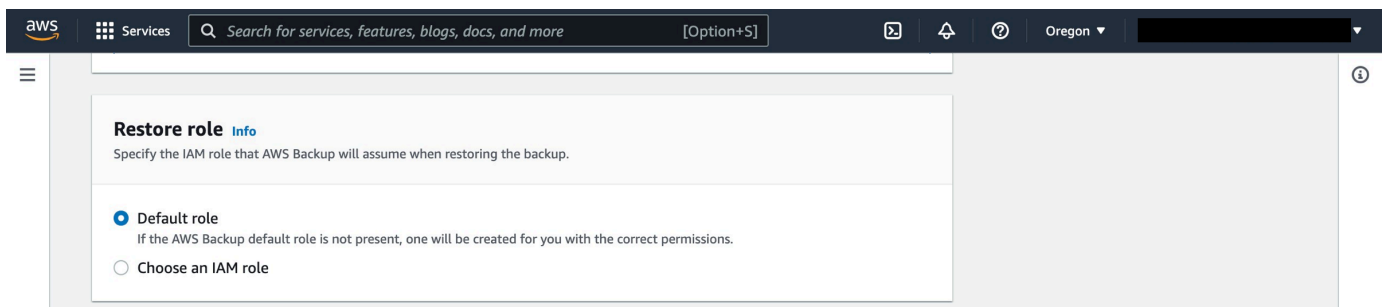 aws Services Search for services, features, blogs, docs, and more [Option+S] Oregon
Restore role Info
Specify the IAM role that AWS Backup will assume when restoring the backup.
Default role
If the AWS Backup default role is not present, one will be created for you with the correct permissions.
Choose an IAM role